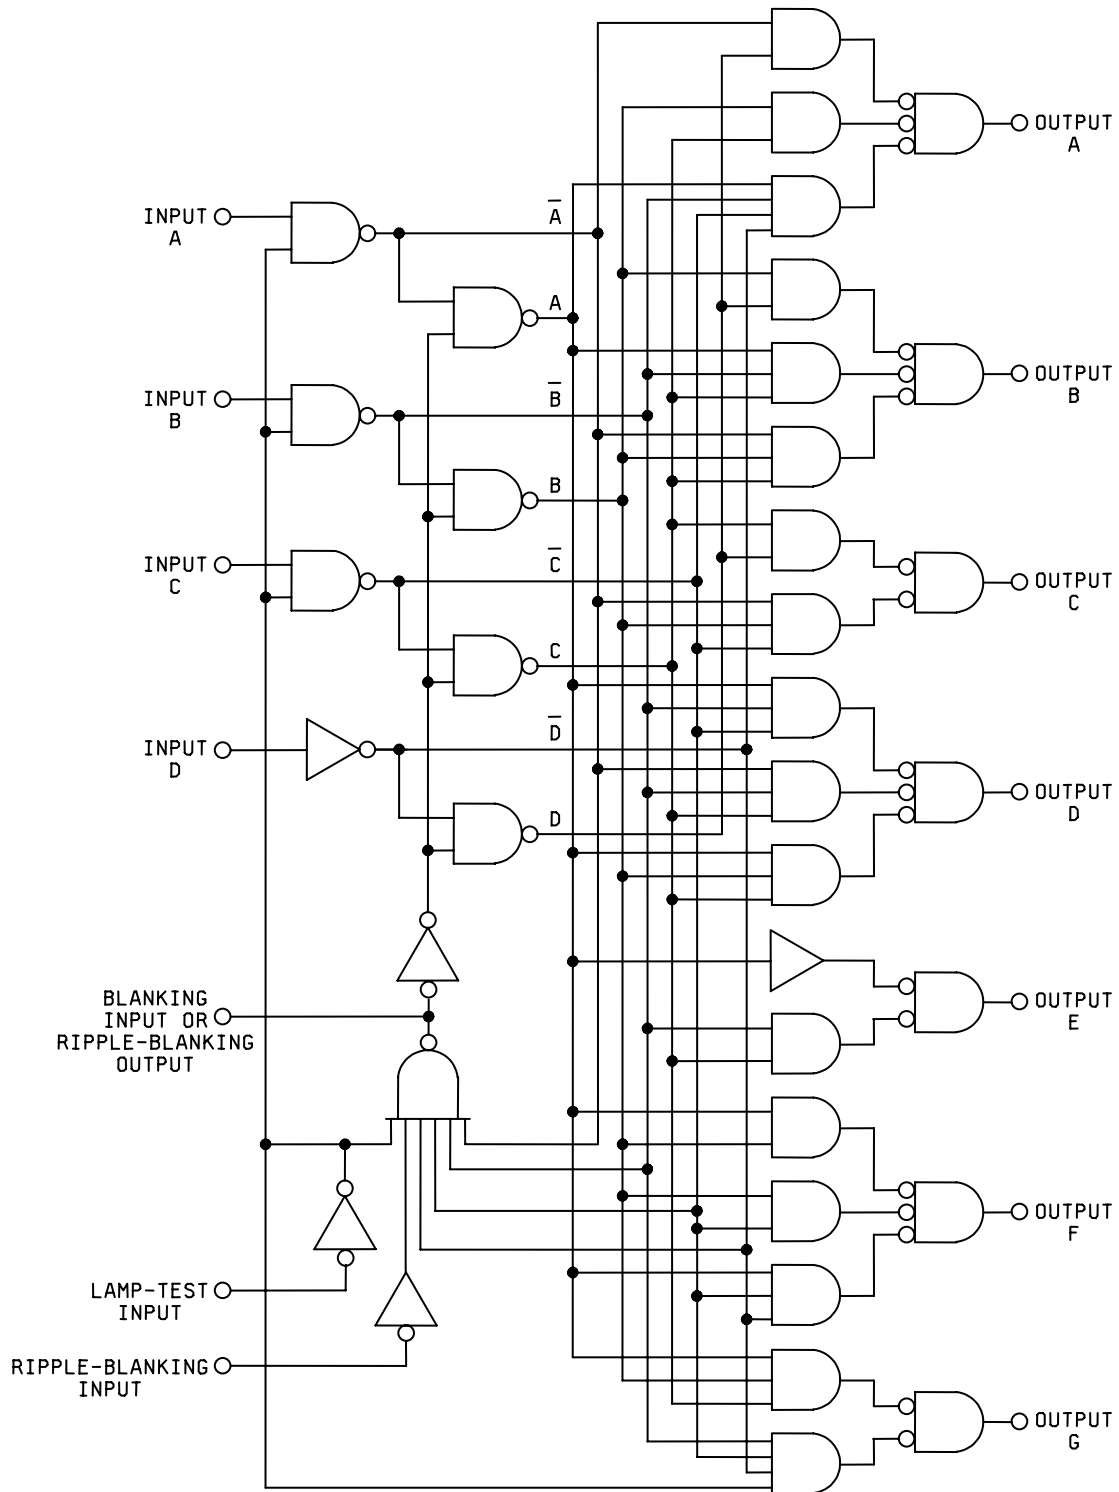 OUTPUT
A
INPUT
A
A
A
OUTPUT
B
INPUT
B
B
B
INPUT
C
C
OUTPUT
C
C
INPUT
D
D
OUTPUT
D
D
BLANKING
INPUT OR
RIPPLE-BLANKING
OUTPUT
OUTPUT
E
LAMP-TEST
INPUT
OUTPUT
F
RIPPLE-BLANKING
INPUT
OUTPUT
G